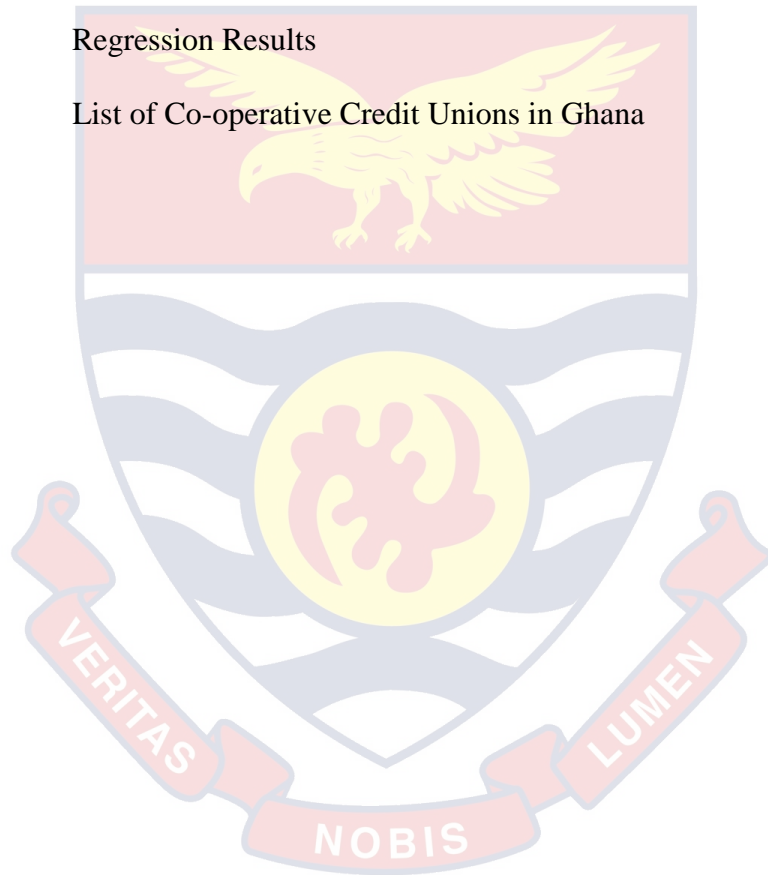 Regression Results
List of Co-operative Credit Unions in Ghana
VERITAS
NOBIS
LUMEN